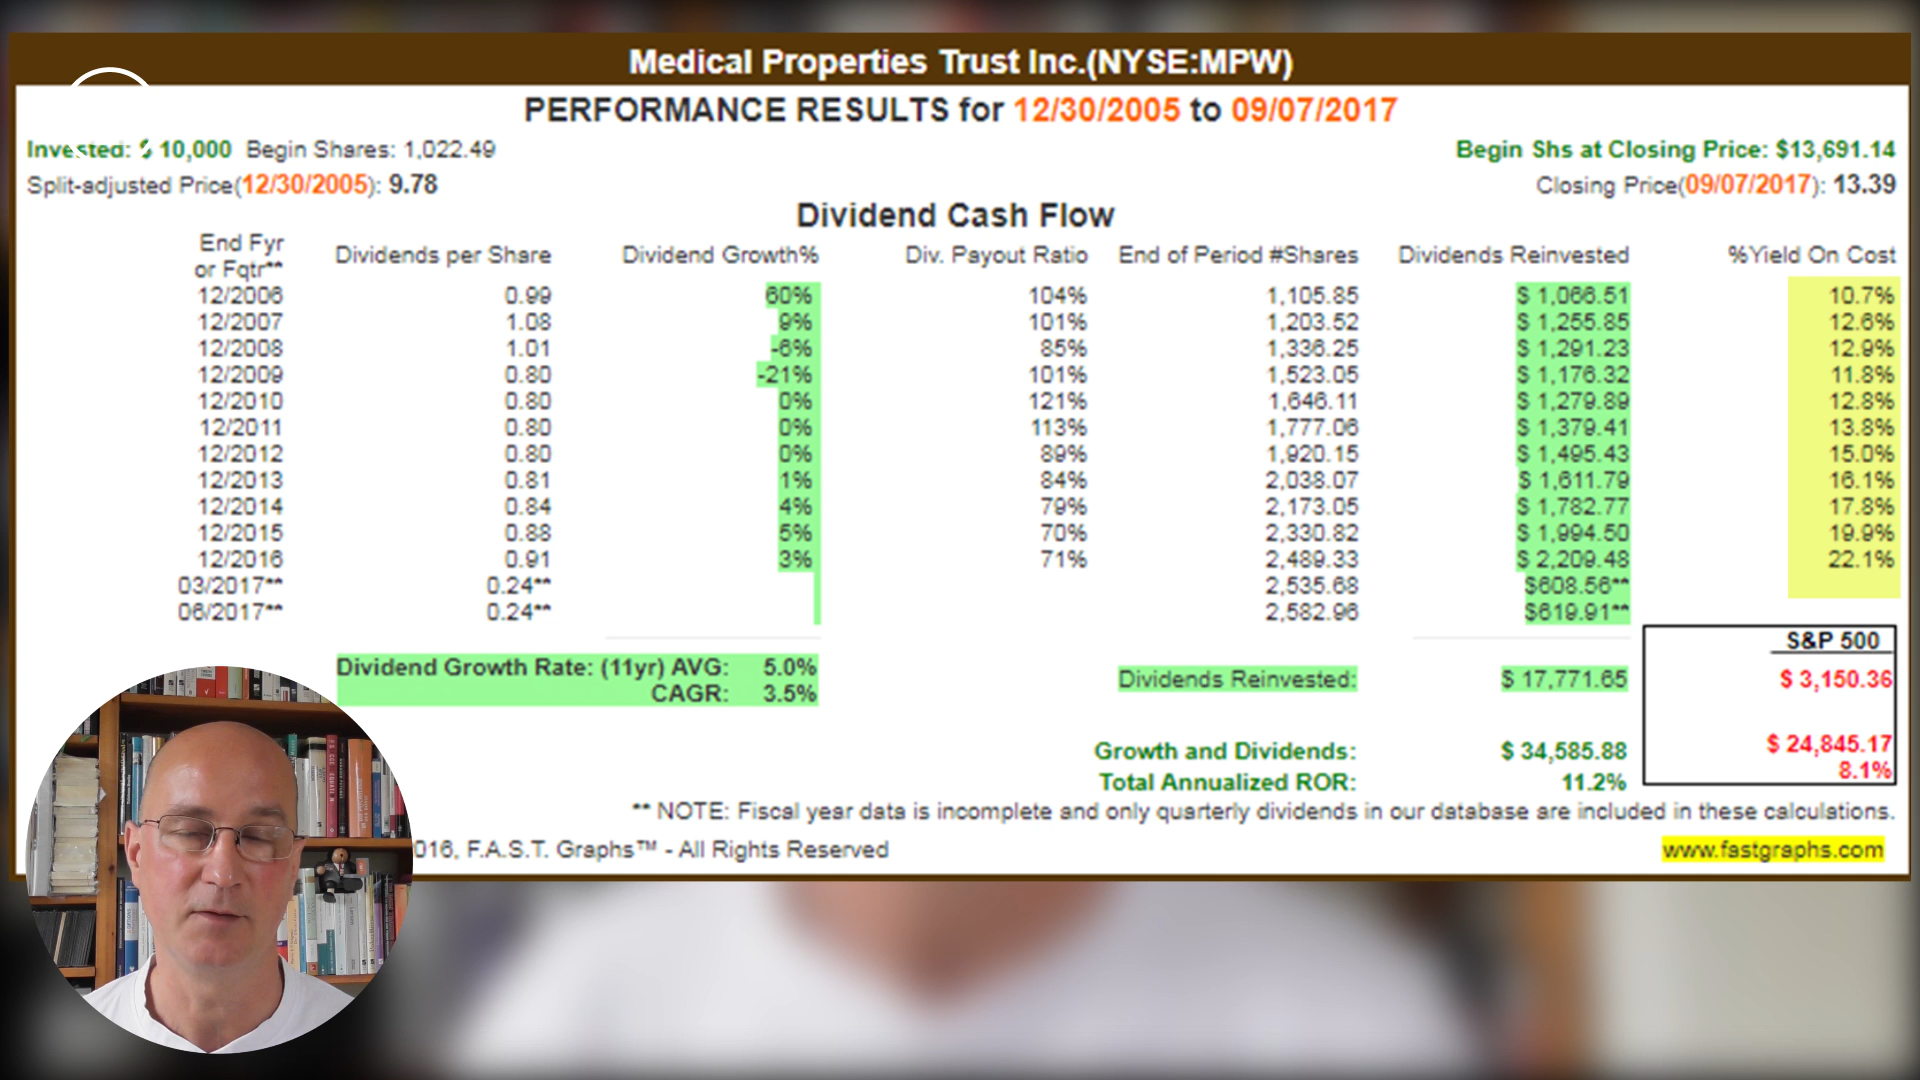 Medical Properties Trust Inc.(NYSE:MPW)
PERFORMANCE RESULTS for 12/30/2005 to 09/07/2017
Invested: $ 10,000 Begin Shares: 1,022.49
Begin Shs at Closing Price: $13,691.14
Split-adjusted Price(12/30/2005): 9.78
Closing Price(09/07/2017): 13.39
Dividend Cash Flow
End Fyr or Fqtr** Dividends per Share Dividend Growth% Div. Payout Ratio End of Period #Shares Dividends Reinvested %Yield On Cost
12/2006 0.99 60% 104% 1,105.85 $ 1,066.51 10.7%
12/2007 1.08 9% 101% 1,203.52 $ 1,255.85 12.6%
12/2008 1.01 -6% 85% 1,336.25 $ 1,291.23 12.9%
12/2009 0.80 -21% 101% 1,523.05 $ 1,176.32 11.8%
12/2010 0.80 0% 121% 1,646.11 $ 1,279.89 12.8%
12/2011 0.80 0% 113% 1,777.06 $ 1,379.41 13.8%
12/2012 0.80 0% 89% 1,920.15 $ 1,495.43 15.0%
12/2013 0.81 1% 84% 2,038.07 $ 1,611.79 16.1%
12/2014 0.84 4% 79% 2,173.05 $ 1,782.77 17.8%
12/2015 0.88 5% 70% 2,330.82 $ 1,994.50 19.9%
12/2016 0.91 3% 71% 2,489.33 $ 2,209.48 22.1%
03/2017** 0.24** 2,535.68 $608.56**
06/2017** 0.24** 2,582.96 $619.91**
S&P 500
Dividend Growth Rate: (11yr) AVG: 5.0%
CAGR: 3.5%
Dividends Reinvested: $ 17,771.65 $ 3,150.36
Growth and Dividends: $ 34,585.88 $ 24,845.17
Total Annualized ROR: 11.2% 8.1%
** NOTE: Fiscal year data is incomplete and only quarterly dividends in our database are included in these calculations.
016, F.A.S.T. Graphs™ - All Rights Reserved
www.fastgraphs.com